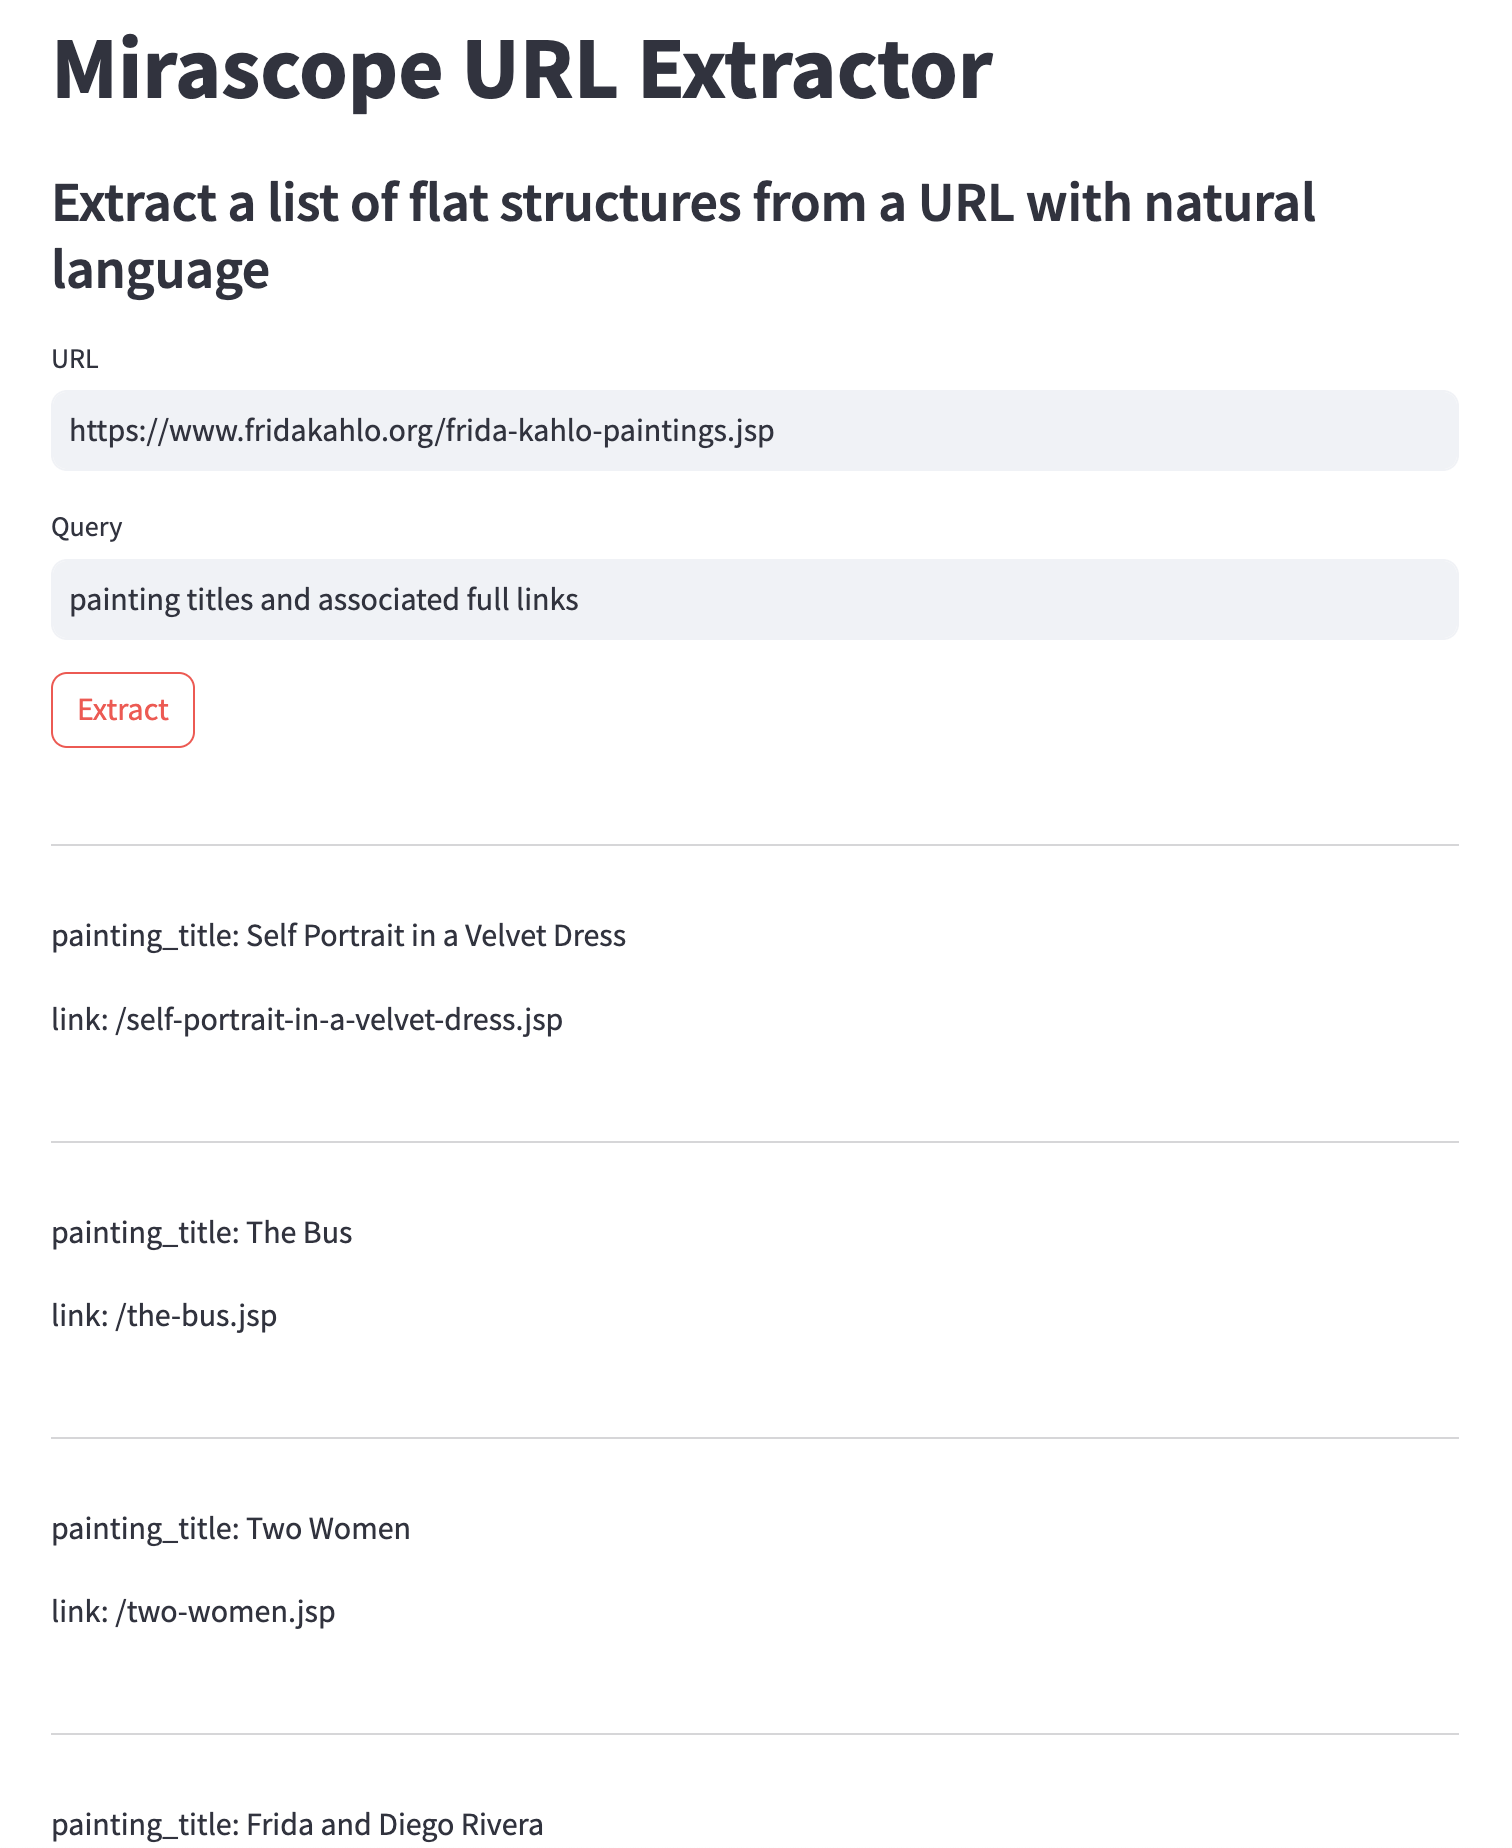 Mirascope URL Extractor
Extract a list of flat structures from a URL with natural
language
URL
https://www.fridakahlo.org/frida-kahlo-paintings.jsp
Query
painting titles and associated full links
Extract
painting_title: Self Portrait in a Velvet Dress
link: /self-portrait-in-a-velvet-dress.jsp
painting_title: The Bus
link: /the-bus.jsp
painting_title: Two Women
link: /two-women.jsp
painting_title: Frida and Diego Rivera